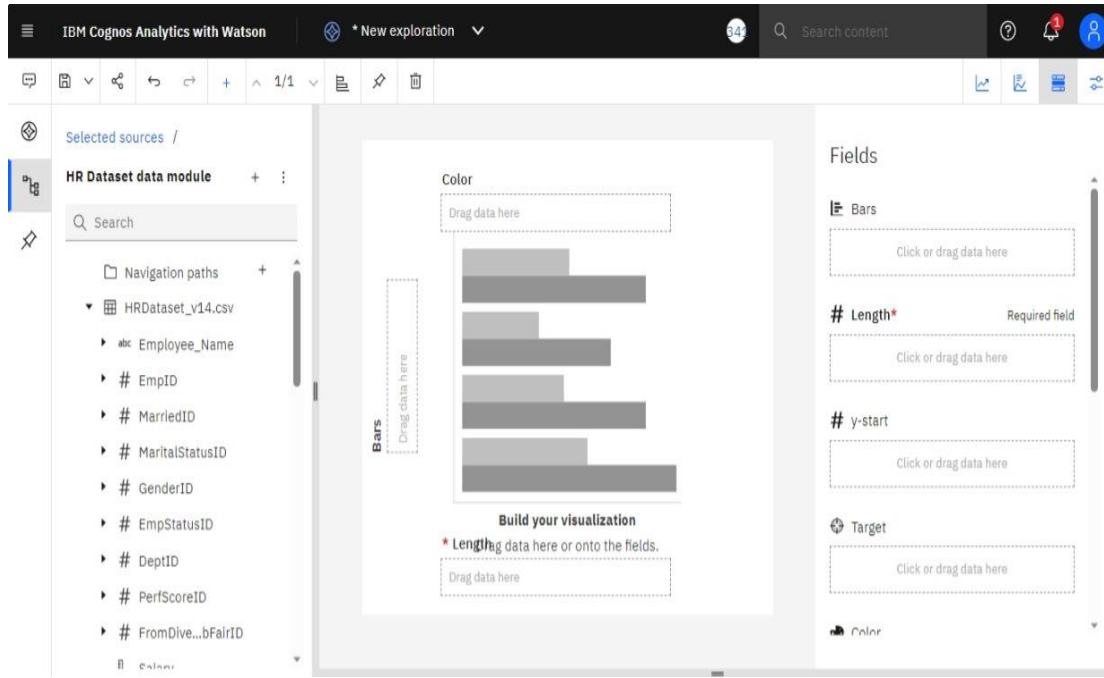 IBM Cognos Analytics with Watson
* New exploration
341
Search content
1
1/1
Selected sources /
HR Dataset data module
Search
Navigation paths
HRDataset_v14.csv
abc Employee_Name
# EmpID
# MarriedID
# MaritalStatusID
# GenderID
# EmpStatusID
# DeptID
# PerfScoreID
# FromDive...bFairID
Salary
Color
Drag data here
Bars
Drag data here
Build your visualization
* Length
Drag data here or onto the fields.
Drag data here
Fields
Bars
Click or drag data here
# Length* Required field
Click or drag data here
# y-start
Click or drag data here
Target
Click or drag data here
Color